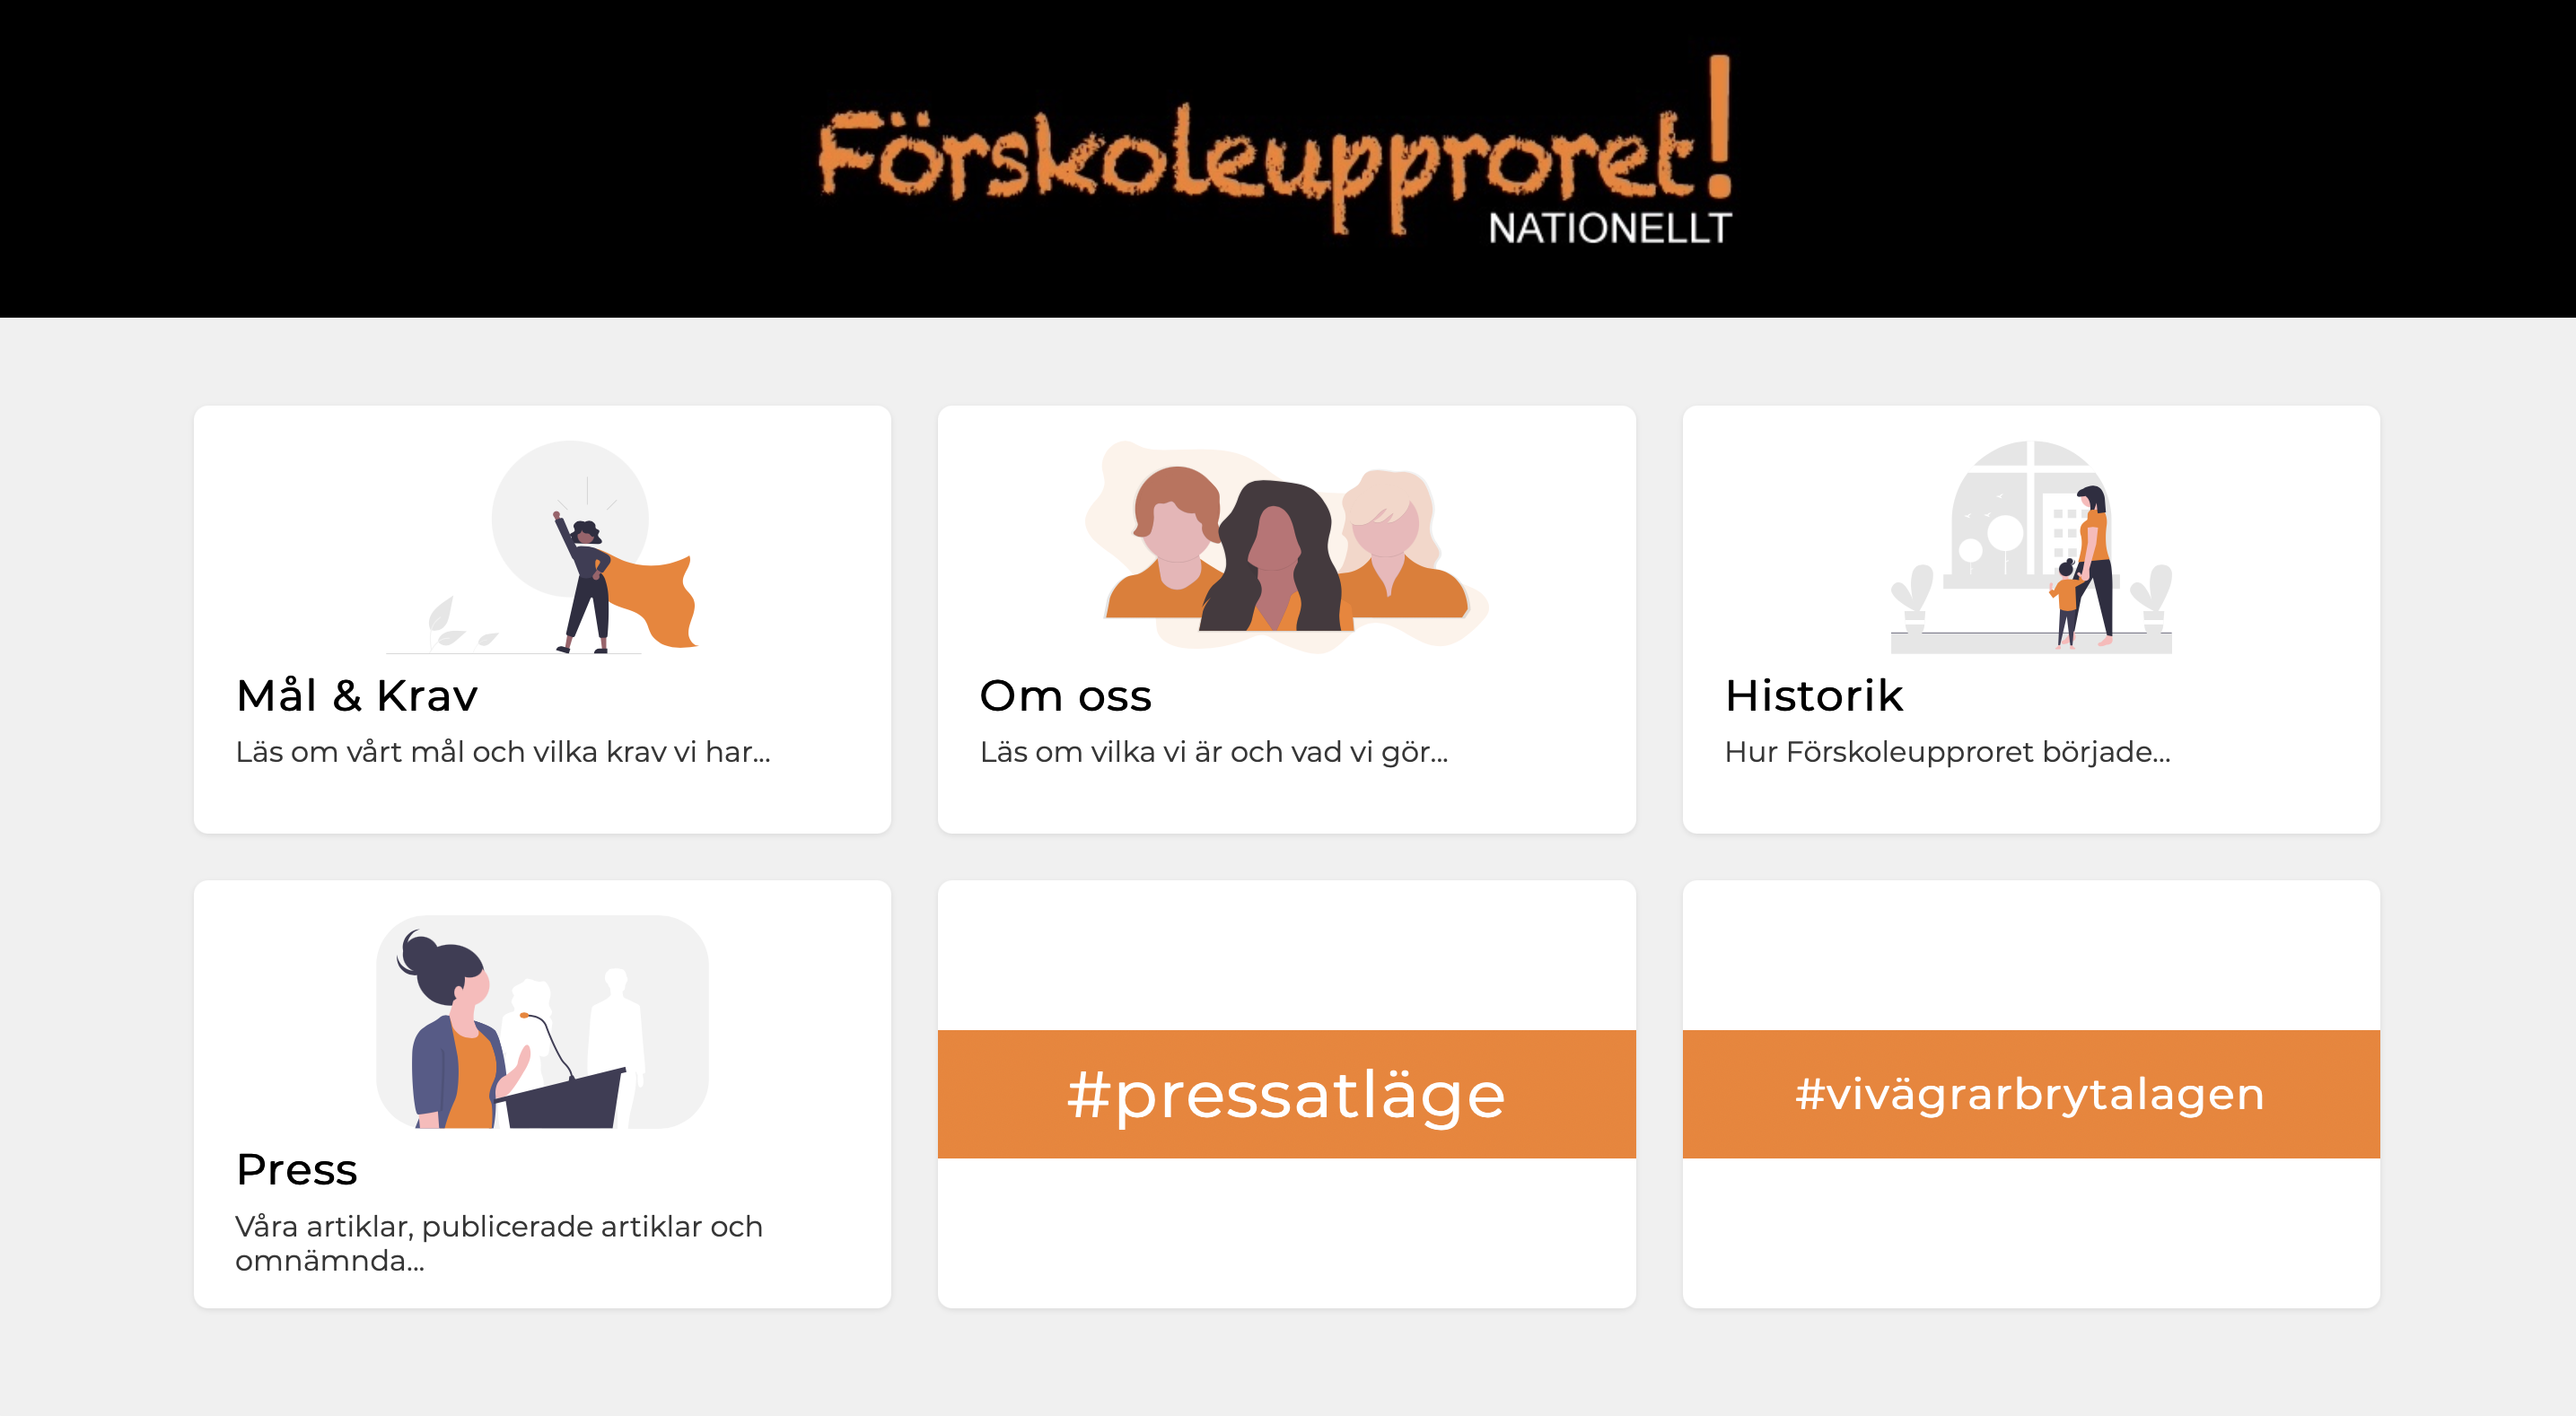 Förskoleupproret!
NATIONELLT
Mål & Krav
Läs om vårt mål och vilka krav vi har...
Om oss
Läs om vilka vi är och vad vi gör...
Historik
Hur Förskoleupproret började...
Press
Våra artiklar, publicerade artiklar och
omnämnda...
#pressatläge
#vivägrarbrytalagen